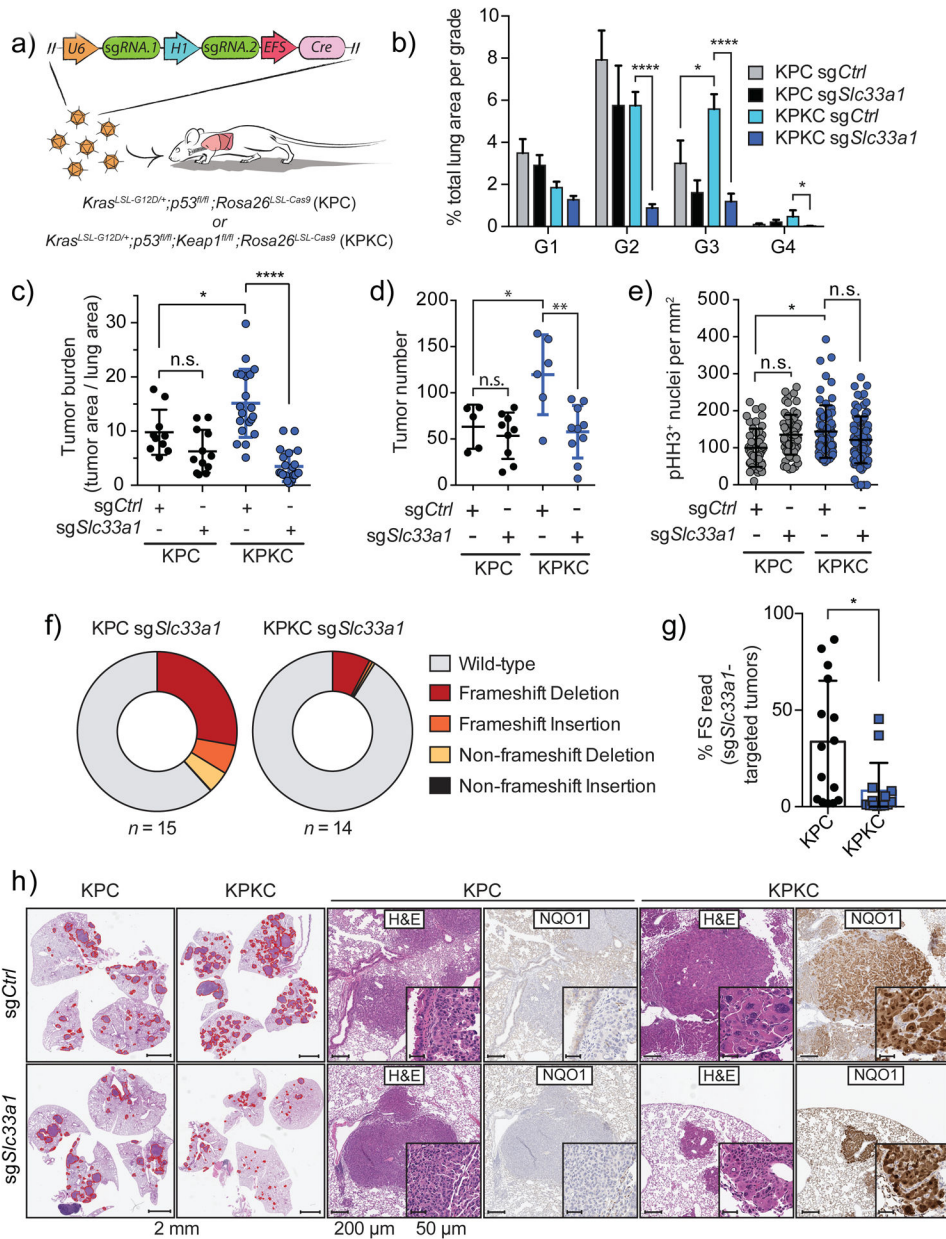 a)
// U6 sgRNA.1 H1 sgRNA.2 EFS Cre //
Kras^LSL-G12D/+;p53^fl/fl;Rosa26^LSL-Cas9 (KPC)
or
Kras^LSL-G12D/+;p53^fl/fl;Keap1^fl/fl;Rosa26^LSL-Cas9 (KPKC)
b)
% total lung area per grade
10
8
6
4
2
0
G1 G2 G3 G4
**** * **** *
KPC sgCtrl
KPC sgSlc33a1
KPKC sgCtrl
KPKC sgSlc33a1
c)
Tumor burden
(tumor area / lung area)
30
20
10
0
* ****
n.s.
sgCtrl + - + -
sgSlc33a1 - + - +
KPC KPKC
d)
Tumor number
200
150
100
50
0
* **
n.s.
sgCtrl + - + -
sgSlc33a1 - + - +
KPC KPKC
e)
pHH3+ nuclei per mm2
500
400
300
200
100
0
n.s.
*
n.s.
sgCtrl + - + -
sgSlc33a1 - + - +
KPC KPKC
f)
KPC sgSlc33a1 KPKC sgSlc33a1
n = 15 n = 14
Wild-type
Frameshift Deletion
Frameshift Insertion
Non-frameshift Deletion
Non-frameshift Insertion
g)
% FS read
(sgSlc33a1-
targeted tumors)
100
50
0
*
KPC KPKC
h)
KPC KPKC KPC KPKC
sgCtrl
H&E NQO1 H&E NQO1
sgSlc33a1
H&E NQO1 H&E NQO1
2 mm 200 µm 50 µm